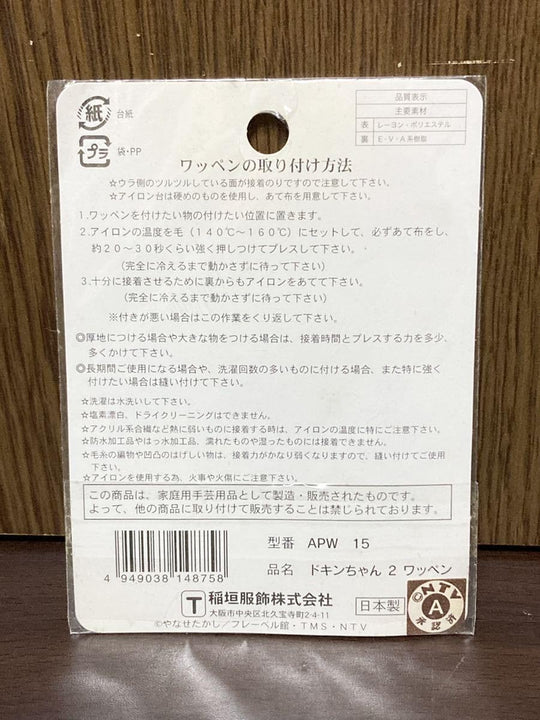 紙 台紙
プラ 袋・PP
品質表示
主要素材
表 レーヨン・ポリエステル
裏 E・V・A系樹脂
ワッペンの取り付け方法
☆ウラ側のツルツルしている面が接着のりですので注意して下さい。
☆アイロン台は硬めのものを使用し、あて布を用意して下さい。
1.ワッペンを付けたい物の付けたい位置に置きます。
2.アイロンの温度を毛（140℃〜160℃）にセットして、必ずあて布をし、
約20〜30秒くらい強く押しつけてプレスして下さい。
（完全に冷えるまで動かさずに待って下さい）
3.十分に接着させるために裏からもアイロンをあてて下さい。
（完全に冷えるまで動かさずに待って下さい）
※付きが悪い場合はこの作業をくり返して下さい。
◎厚地につける場合や大きな物をつける場合は、接着時間とプレスする力を多少、
多くかけて下さい。
◎長期間ご使用になる場合や、洗濯回数の多いものに付ける場合、また特に強く
付けたい場合は縫い付けて下さい。
☆洗濯は水洗いして下さい。
☆塩素漂白、ドライクリーニングはできません。
☆アクリル系合繊など熱に弱いものに接着する時は、アイロンの温度に特にご注意下さい。
☆防水加工品やはっ水加工品、濡れたものや湿ったものには接着できません。
☆毛糸の編物や凹凸のはげしい物は、接着力がかなり弱くなりますので、縫い付けてご使用
下さい。
☆アイロンを使用する為、火事や火傷にご注意下さい。
この商品は、家庭用手芸用品として製造・販売されたものです。
よって、他の商品に取り付けて販売することは禁じられております。
型番 APW 15
4 949038 148758
品名 ドキンちゃん 2 ワッペン
T 稲垣服飾株式会社
大阪市中央区北久宝寺町2-4-11
日本製
©やなせたかし／フレーベル館・TMS・NTV
©NTV
A
承認済